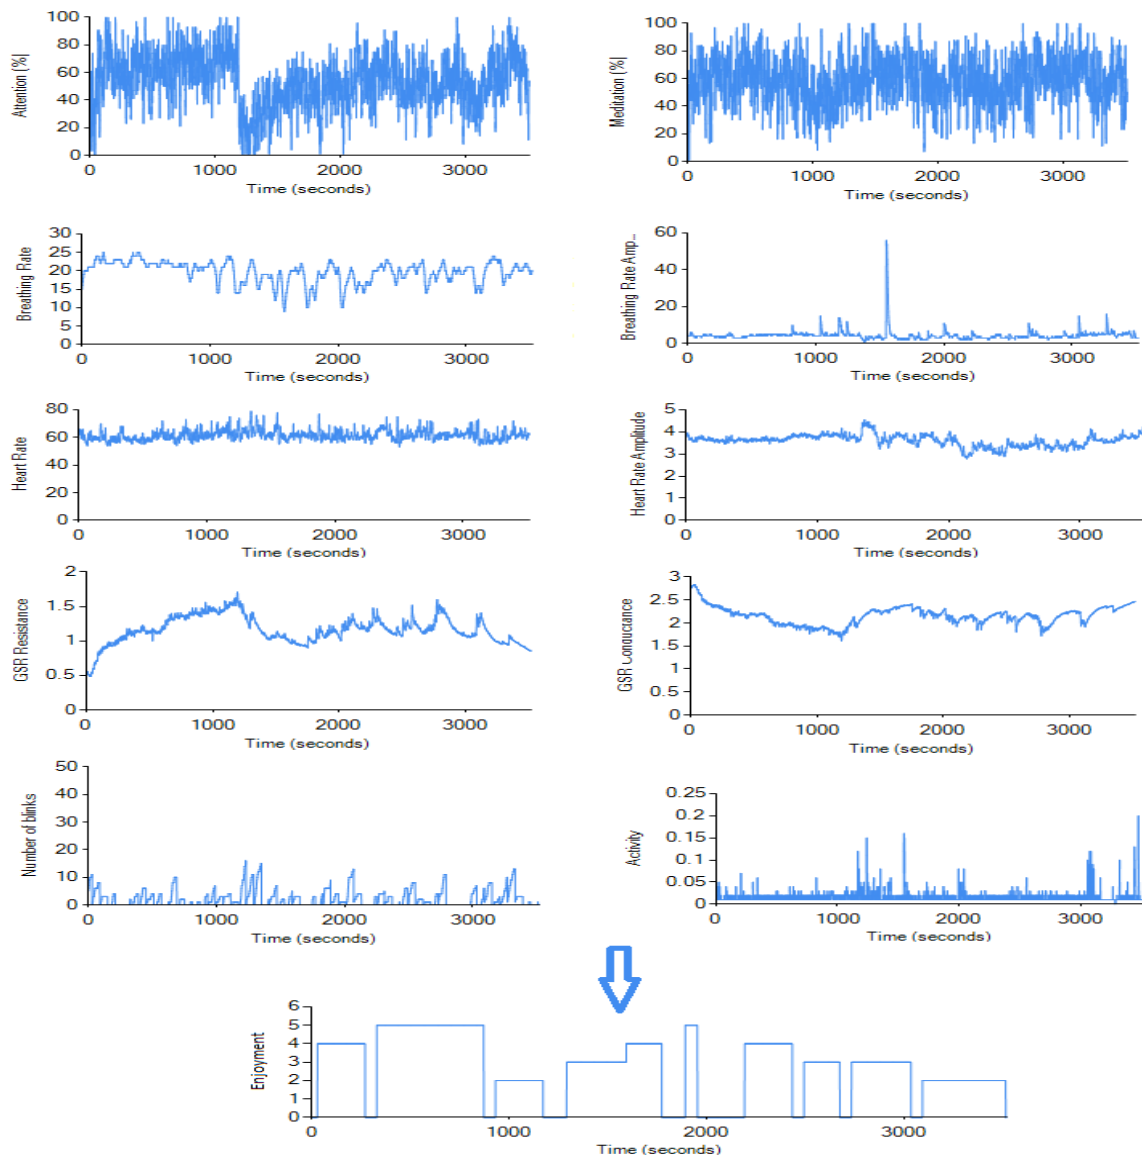 Attention (%|
100
80
60
40
20
0
0 1000 2000 3000
Time (seconds)
Meditation (%|
100
80
60
40
20
0
0 1000 2000 3000
Time (seconds)
Breathing Rate
30
25
20
15
10
5
0
0 1000 2000 3000
Time (seconds)
Breathing Rate Amp...
60
40
20
0
0 1000 2000 3000
Time (seconds)
Heart Rate
80
60
40
20
0
0 1000 2000 3000
Time (seconds)
Heart Rate Amplitude
5
4
3
2
1
0
0 1000 2000 3000
Time (seconds)
GSR Resistance
2
1.5
1
0.5
0
0 1000 2000 3000
Time (seconds)
GSR Conductance
3
2.5
2
1.5
1
0.5
0
0 1000 2000 3000
Time (seconds)
Number of blinks
50
40
30
20
10
0
0 1000 2000 3000
Time (seconds)
Activity
0.25
0.2
0.15
0.1
0.05
0
0 1000 2000 3000
Time (seconds)
Enjoyment
6
5
4
3
2
1
0
0 1000 2000 3000
Time (seconds)